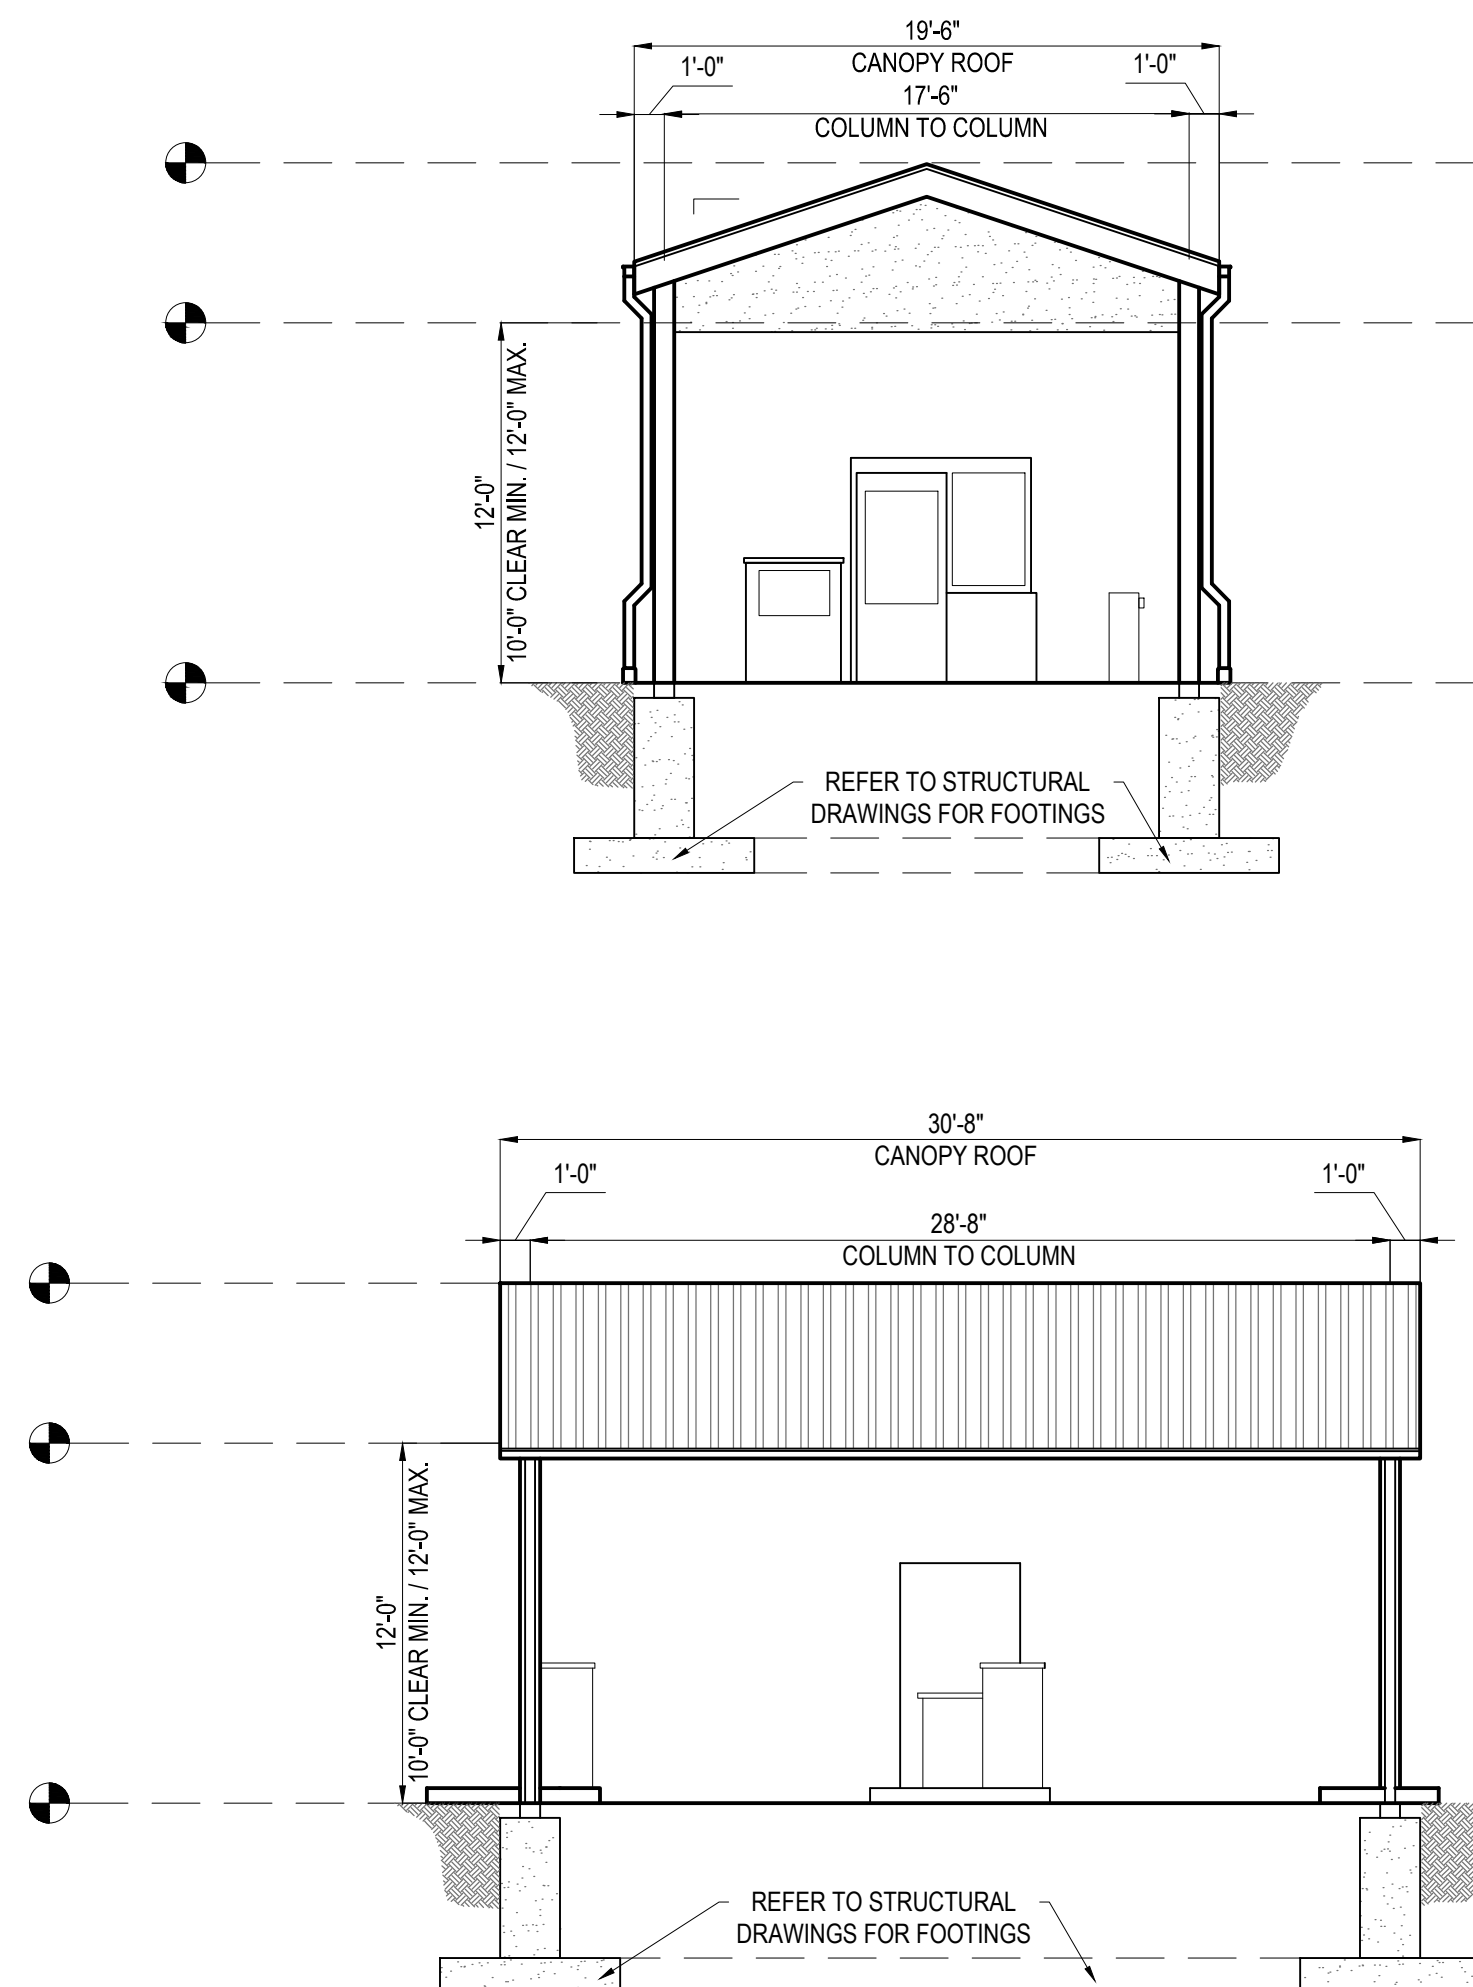 19'-6"
CANOPY ROOF
1'-0"
1'-0"
17'-6"
COLUMN TO COLUMN
12'-0"
10'-0" CLEAR MIN. / 12'-0" MAX.
REFER TO STRUCTURAL
DRAWINGS FOR FOOTINGS
30'-8"
CANOPY ROOF
1'-0"
1'-0"
28'-8"
COLUMN TO COLUMN
12'-0"
10'-0" CLEAR MIN. / 12'-0" MAX.
REFER TO STRUCTURAL
DRAWINGS FOR FOOTINGS